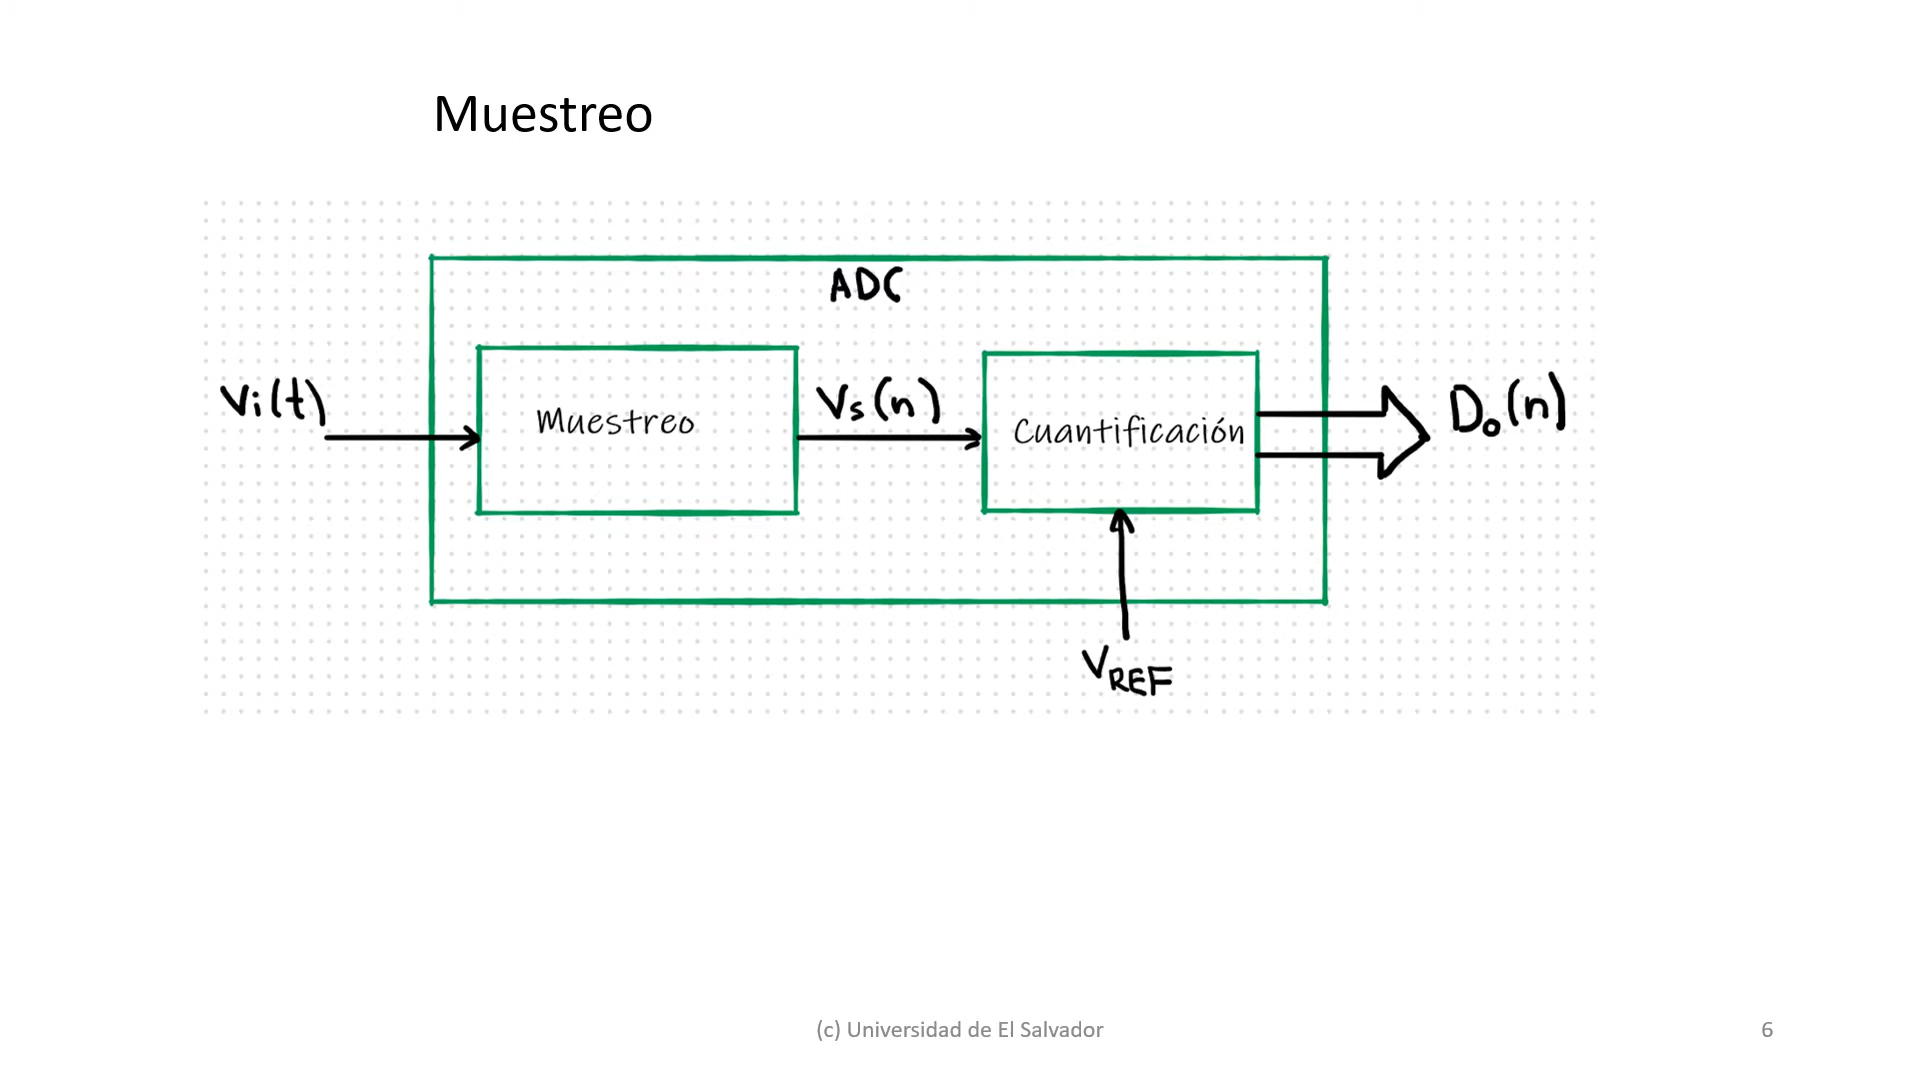 Muestreo
ADC
Vi(t)
Muestreo
Vs(n)
Cuantificación
Do(n)
VREF
(c) Universidad de El Salvador
6